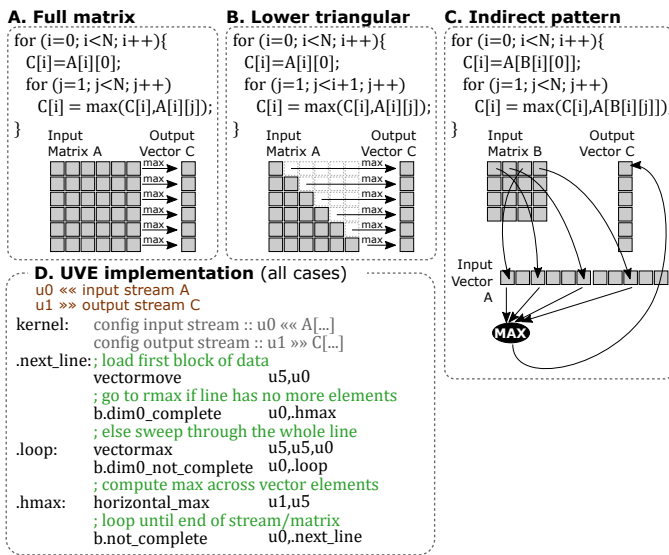 A. Full matrix
for (i=0; i<N; i++){
C[i]=A[i][0];
for (j=1; j<N; j++)
C[i] = max(C[i],A[i][j]);
}
Input
Matrix A
Output
Vector C
max
max
max
max
max
max
B. Lower triangular
for (i=0; i<N; i++){
C[i]=A[i][0];
for (j=1; j<i+1; j++)
C[i] = max(C[i],A[i][j]);
}
Input
Matrix A
Output
Vector C
max
max
max
max
max
max
C. Indirect pattern
for (i=0; i<N; i++){
C[i]=A[B[i][0]];
for (j=1; j<N; j++)
C[i] = max(C[i],A[B[i][j]])
}
Input
Matrix B
Output
Vector C
Input
Vector
A
MAX
D. UVE implementation (all cases)
u0 «« input stream A
u1 »» output stream C
kernel: config input stream :: u0 «« A[...]
config output stream :: u1 »» C[...]
.next_line: ; load first block of data
vectormove u5,u0
; go to rmax if line has no more elements
b.dim0_complete u0,.hmax
; else sweep through the whole line
.loop: vectormax u5,u5,u0
b.dim0_not_complete u0,.loop
; compute max across vector elements
.hmax: horizontal_max u1,u5
; loop until end of stream/matrix
b.not_complete u0,.next_line